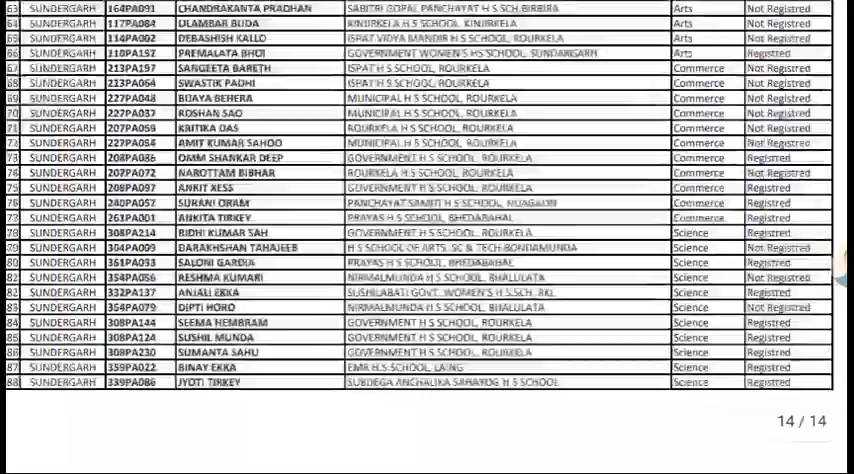 63 SUNDERGARH 164PA091 CHANDRAKANTA PRADHAN SABITRI GOPAL PANCHAYAT H S SCH.BIRBIRA Arts Not Registred
64 SUNDERGARH 117PA084 DLAMBAR BUDA KINJIRKELA H S SCHOOL, KINJIRKELA Arts Not Registred
65 SUNDERGARH 114PA002 DEBASHISH KALLO ISPAT VIDYA MANDIR H S SCHOOL, ROURKELA Arts Not Registred
66 SUNDERGARH 110PA152 PREMALATA BHOI GOVERNMENT WOMEN'S HS SCHOOL, SUNDARGARH Arts Registred
67 SUNDERGARH 213PA197 SANGEETA BARETH ISPAT H S SCHOOL, ROURKELA Commerce Not Registred
68 SUNDERGARH 213PA064 SWASTIK PADHI ISPAT H S SCHOOL, ROURKELA Commerce Not Registred
69 SUNDERGARH 227PA048 BIJAYA BEHERA MUNICIPAL H S SCHOOL, ROURKELA Commerce Not Registred
70 SUNDERGARH 227PA037 ROSHAN SAO MUNICIPAL H S SCHOOL, ROURKELA Commerce Not Registred
71 SUNDERGARH 207PA069 KRITIKA DAS ROURKELA H S SCHOOL, ROURKELA Commerce Not Registred
72 SUNDERGARH 227PA084 AMIT KUMAR SAHOO MUNICIPAL H S SCHOOL, ROURKELA Commerce Not Registred
73 SUNDERGARH 208PA086 OMM SHANKAR DEEP GOVERNMENT H S SCHOOL, ROURKELA Commerce Registred
74 SUNDERGARH 207PA072 NAROTTAM BIBHAR ROURKELA H S SCHOOL, ROURKELA Commerce Not Registred
75 SUNDERGARH 208PA097 ANKIT XESS GOVERNMENT H S SCHOOL, ROURKELA Commerce Registred
76 SUNDERGARH 240PA057 SURANI ORAM PANCHAYAT SAMITI H S SCHOOL, NUAGAON Commerce Registred
77 SUNDERGARH 261PA001 ANKITA TIRKEY PRAYAS H S SCHOOL, BHEDABAHAL Commerce Registred
78 SUNDERGARH 308PA214 RIDHI KUMAR SAH GOVERNMENT H S SCHOOL, ROURKELA Science Registred
79 SUNDERGARH 304PA009 DARAKHSHAN TAHAJEEB H S SCHOOL OF ARTS, SC & TECH-BONDAMUNDA Science Not Registred
80 SUNDERGARH 361PA093 SALONI GARDIA PRAYAS H S SCHOOL, BHEDABAHAL Science Registred
81 SUNDERGARH 354PA056 RESHMA KUMARI NIRMALMUNDA H S SCHOOL, BHALULATA Science Not Registred
82 SUNDERGARH 332PA137 ANJALI EKKA SUSHILABATI GOVT. WOMEN'S H S.SCH, RKL Science Registred
83 SUNDERGARH 354PA079 DIPTI HORO NIRMALMUNDA H S SCHOOL, BHALULATA Science Not Registred
84 SUNDERGARH 308PA144 SEEMA HEMBRAM GOVERNMENT H S SCHOOL, ROURKELA Science Registred
85 SUNDERGARH 308PA124 SUSHIL MUNDA GOVERNMENT H S SCHOOL, ROURKELA Science Registred
86 SUNDERGARH 308PA230 SUMANTA SAHU GOVERNMENT H S SCHOOL, ROURKELA Science Registred
87 SUNDERGARH 359PA022 BINAY EKKA EMR H.S SCHOOL, LAING Science Registred
88 SUNDERGARH 339PA086 JYOTI TIRKEY SUBDEGA ANCHALIKA SAHAYOG H S SCHOOL Science Registred
14 / 14